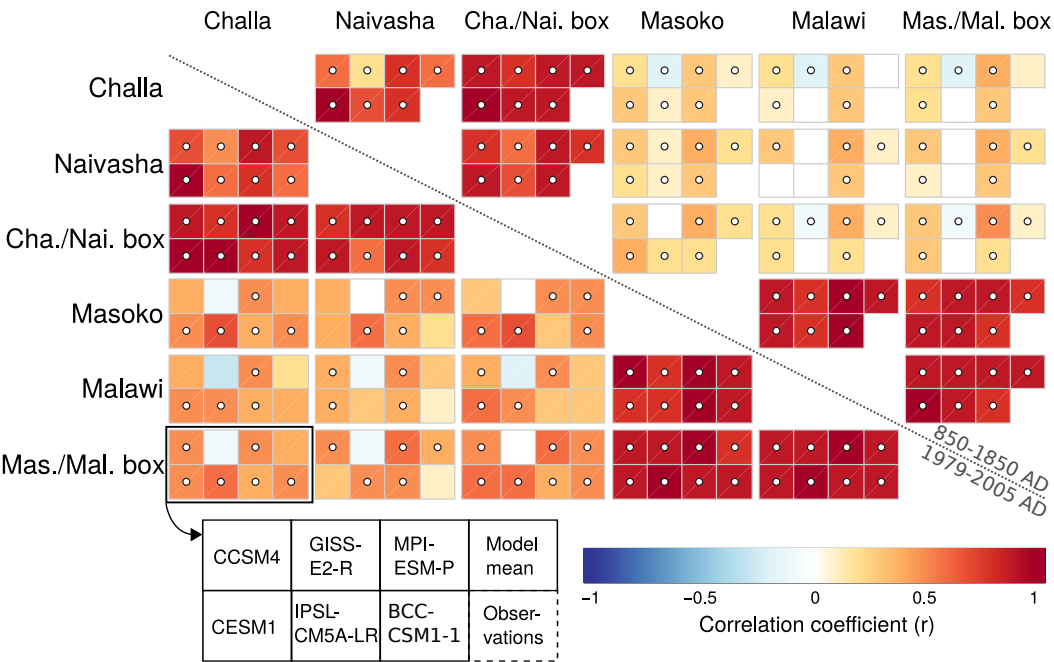 Challa Naivasha Cha./Nai. box Masoko Malawi Mas./Mal. box
Challa
Naivasha
Cha./Nai. box
Masoko
Malawi
Mas./Mal. box
850-1850 AD
1979-2005 AD
CCSM4
GISS-
E2-R
MPI-
ESM-P
Model
mean
CESM1
IPSL-
CM5A-LR
BCC-
CSM1-1
Obser-
vations
−1 −0.5 0 0.5 1
Correlation coefficient (r)